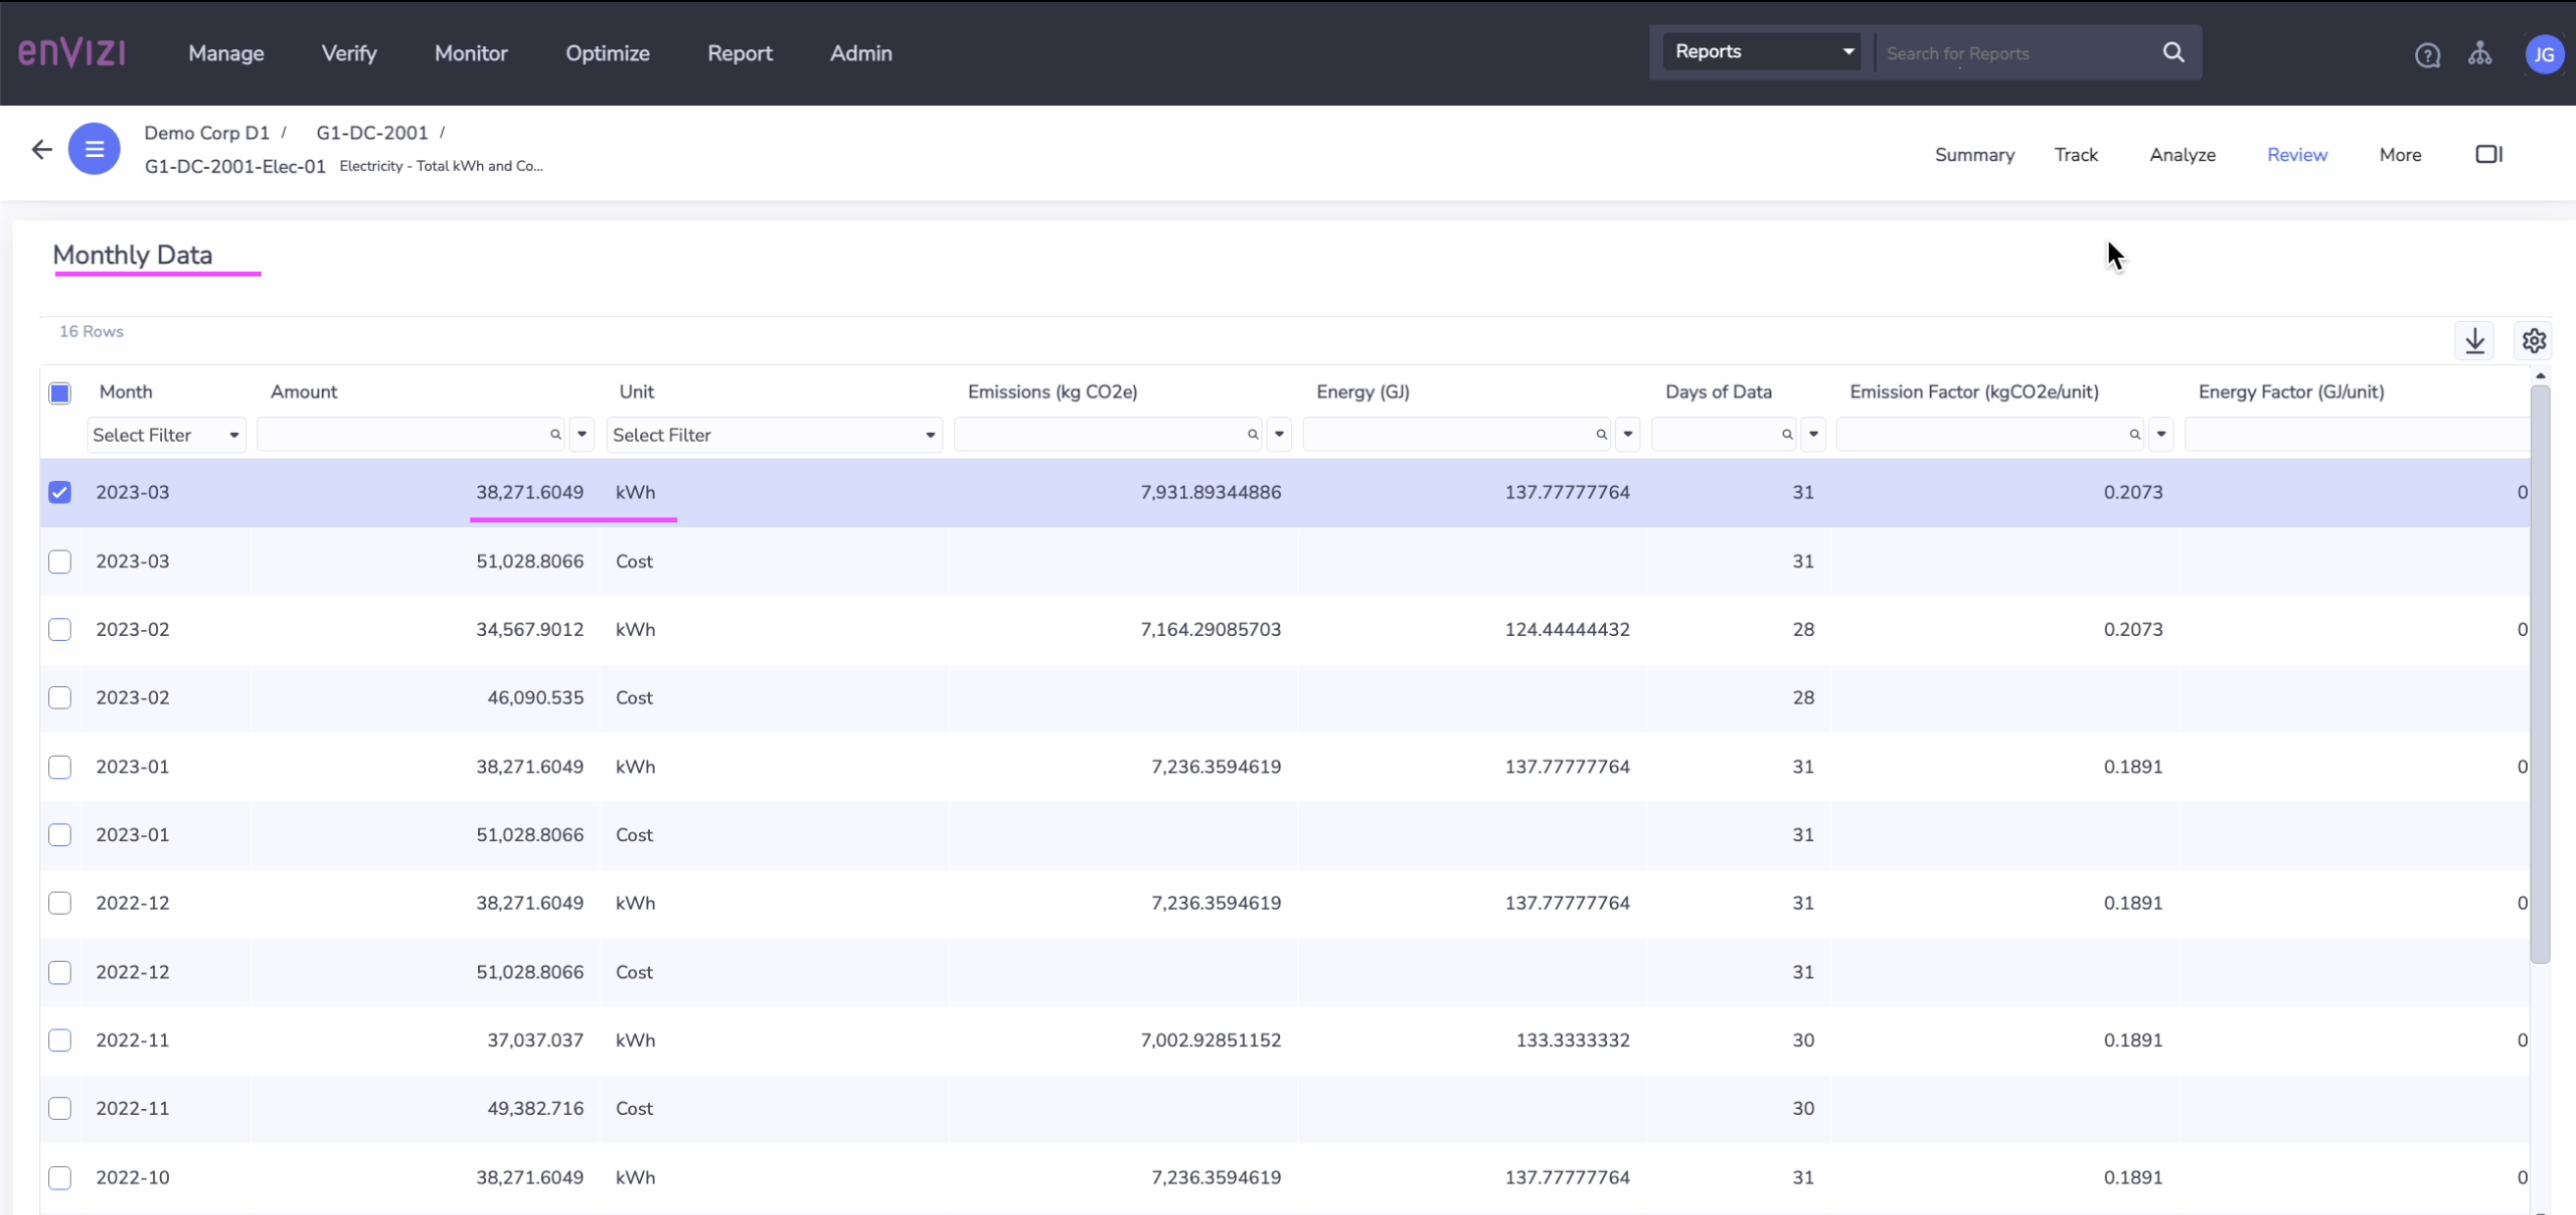 enVIZI Manage Verify Monitor Optimize Report Admin Reports Search for Reports JG
Demo Corp D1 / G1-DC-2001 /
G1-DC-2001-Elec-01 Electricity - Total kWh and Co... Summary Track Analyze Review More
Monthly Data
16 Rows
Month Amount Unit Emissions (kg CO2e) Energy (GJ) Days of Data Emission Factor (kgCO2e/unit) Energy Factor (GJ/unit)
Select Filter Select Filter
2023-03 38,271.6049 kWh 7,931.89344886 137.77777764 31 0.2073 0
2023-03 51,028.8066 Cost 31
2023-02 34,567.9012 kWh 7,164.29085703 124.44444432 28 0.2073 0
2023-02 46,090.535 Cost 28
2023-01 38,271.6049 kWh 7,236.3594619 137.77777764 31 0.1891 0
2023-01 51,028.8066 Cost 31
2022-12 38,271.6049 kWh 7,236.3594619 137.77777764 31 0.1891 0
2022-12 51,028.8066 Cost 31
2022-11 37,037.037 kWh 7,002.92851152 133.3333332 30 0.1891 0
2022-11 49,382.716 Cost 30
2022-10 38,271.6049 kWh 7,236.3594619 137.77777764 31 0.1891 0